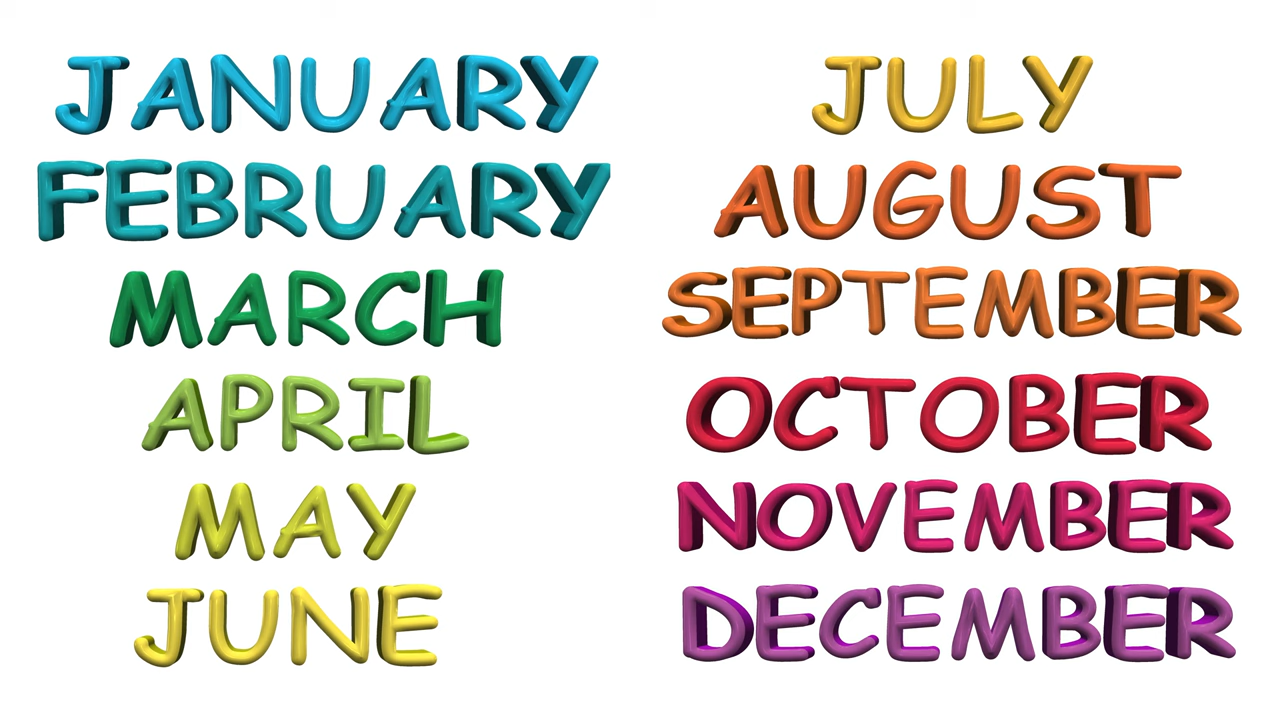 JANUARY
FEBRUARY
MARCH
APRIL
MAY
JUNE
JULY
AUGUST
SEPTEMBER
OCTOBER
NOVEMBER
DECEMBER